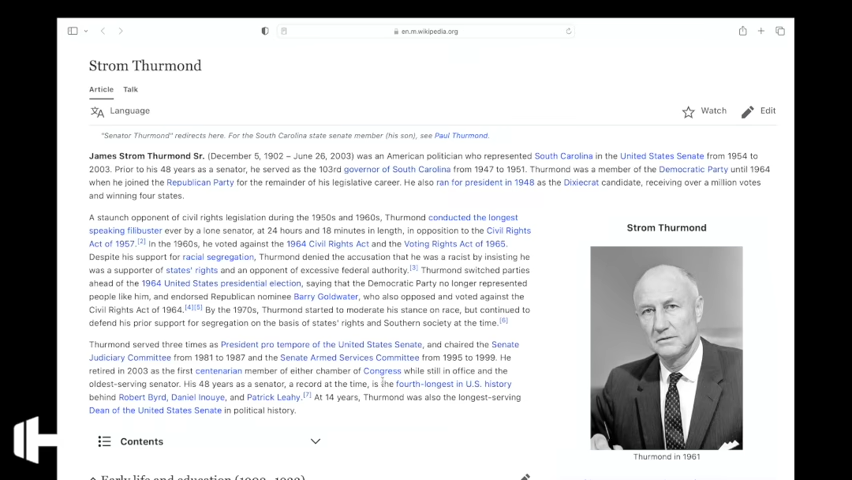 en.m.wikipedia.org
Strom Thurmond
Article Talk
Language Watch Edit
"Senator Thurmond" redirects here. For the South Carolina state senate member (his son), see Paul Thurmond.
James Strom Thurmond Sr. (December 5, 1902 – June 26, 2003) was an American politician who represented South Carolina in the United States Senate from 1954 to
2003. Prior to his 48 years as a senator, he served as the 103rd governor of South Carolina from 1947 to 1951. Thurmond was a member of the Democratic Party until 1964
when he joined the Republican Party for the remainder of his legislative career. He also ran for president in 1948 as the Dixiecrat candidate, receiving over a million votes
and winning four states.
A staunch opponent of civil rights legislation during the 1950s and 1960s, Thurmond conducted the longest
speaking filibuster ever by a lone senator, at 24 hours and 18 minutes in length, in opposition to the Civil Rights
Act of 1957.[2] In the 1960s, he voted against the 1964 Civil Rights Act and the Voting Rights Act of 1965.
Despite his support for racial segregation, Thurmond denied the accusation that he was a racist by insisting he
was a supporter of states' rights and an opponent of excessive federal authority.[3] Thurmond switched parties
ahead of the 1964 United States presidential election, saying that the Democratic Party no longer represented
people like him, and endorsed Republican nominee Barry Goldwater, who also opposed and voted against the
Civil Rights Act of 1964.[4][5] By the 1970s, Thurmond started to moderate his stance on race, but continued to
defend his prior support for segregation on the basis of states' rights and Southern society at the time.[6]
Thurmond served three times as President pro tempore of the United States Senate, and chaired the Senate
Judiciary Committee from 1981 to 1987 and the Senate Armed Services Committee from 1995 to 1999. He
retired in 2003 as the first centenarian member of either chamber of Congress while still in office and the
oldest-serving senator. His 48 years as a senator, a record at the time, is the fourth-longest in U.S. history
behind Robert Byrd, Daniel Inouye, and Patrick Leahy.[7] At 14 years, Thurmond was also the longest-serving
Dean of the United States Senate in political history.
Strom Thurmond
Thurmond in 1961
Contents
Early life and education (1902–1932)